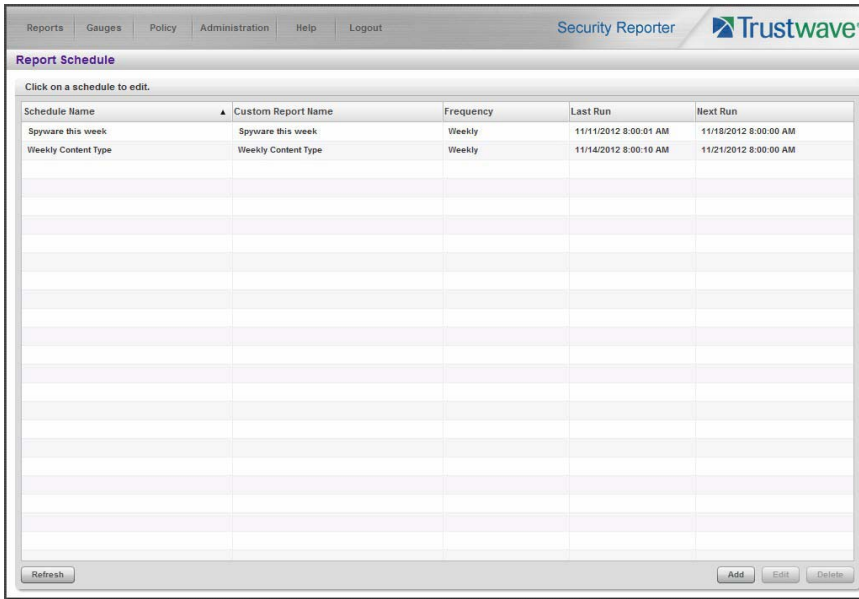 Reports Gauges Policy Administration Help Logout Security Reporter Trustwave®
Report Schedule
Click on a schedule to edit.
Schedule Name ▲ Custom Report Name Frequency Last Run Next Run
Spyware this week Spyware this week Weekly 11/11/2012 8:00:01 AM 11/18/2012 8:00:00 AM
Weekly Content Type Weekly Content Type Weekly 11/14/2012 8:00:10 AM 11/21/2012 8:00:00 AM
Refresh Add Edit Delete